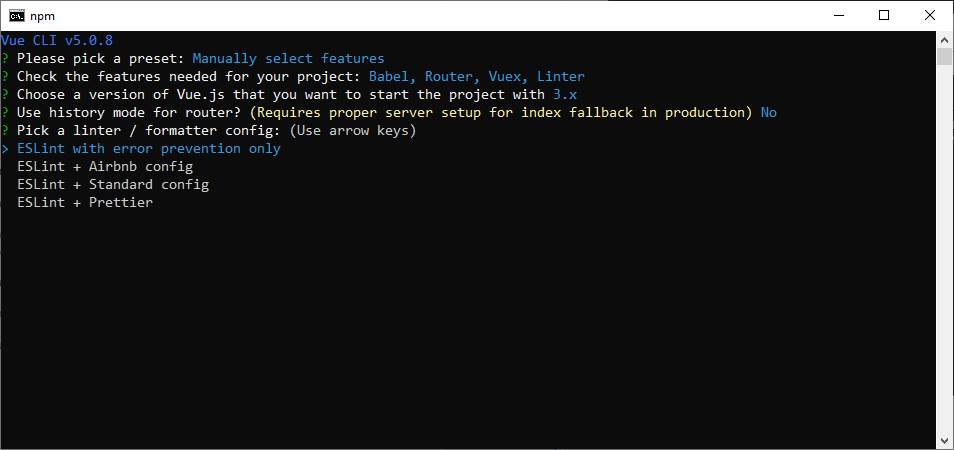 npm
Vue CLI v5.0.8
? Please pick a preset: Manually select features
? Check the features needed for your project: Babel, Router, Vuex, Linter
? Choose a version of Vue.js that you want to start the project with 3.x
? Use history mode for router? (Requires proper server setup for index fallback in production) No
? Pick a linter / formatter config: (Use arrow keys)
> ESLint with error prevention only
ESLint + Airbnb config
ESLint + Standard config
ESLint + Prettier